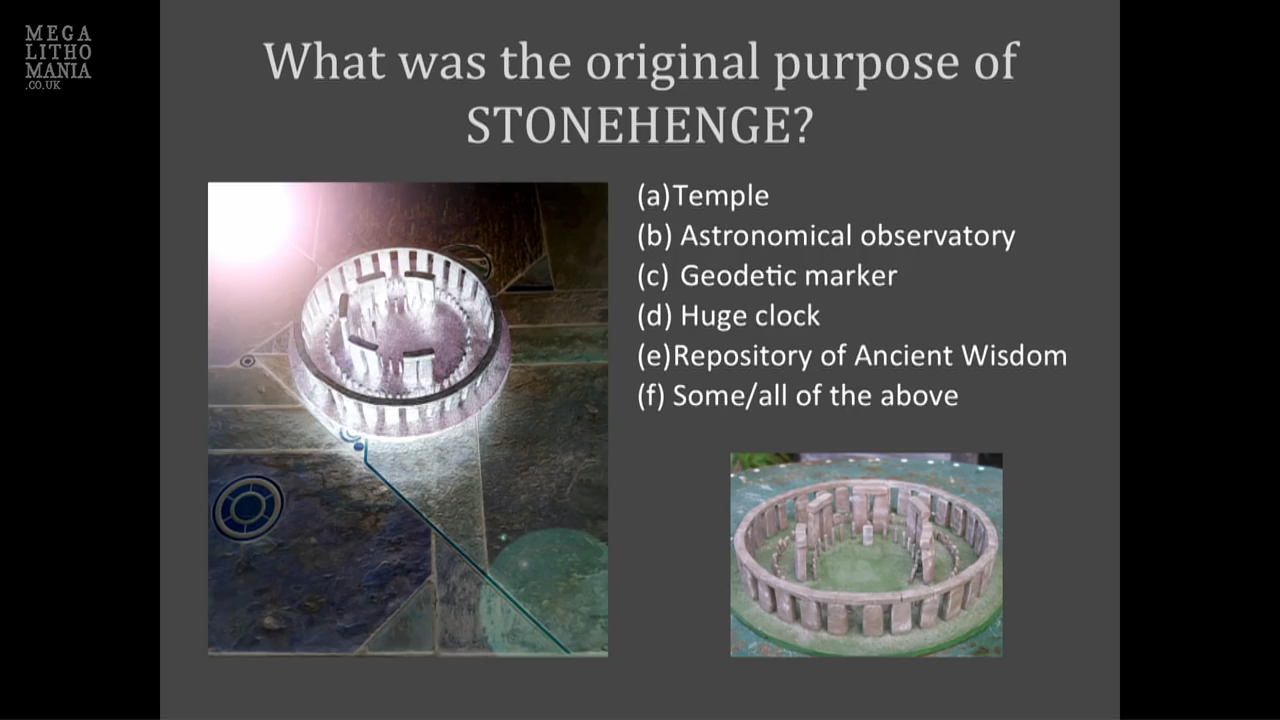 MEGA
LITHO
MANIA
.CO.UK
What was the original purpose of
STONEHENGE?
(a)Temple
(b) Astronomical observatory
(c) Geodetic marker
(d) Huge clock
(e)Repository of Ancient Wisdom
(f) Some/all of the above